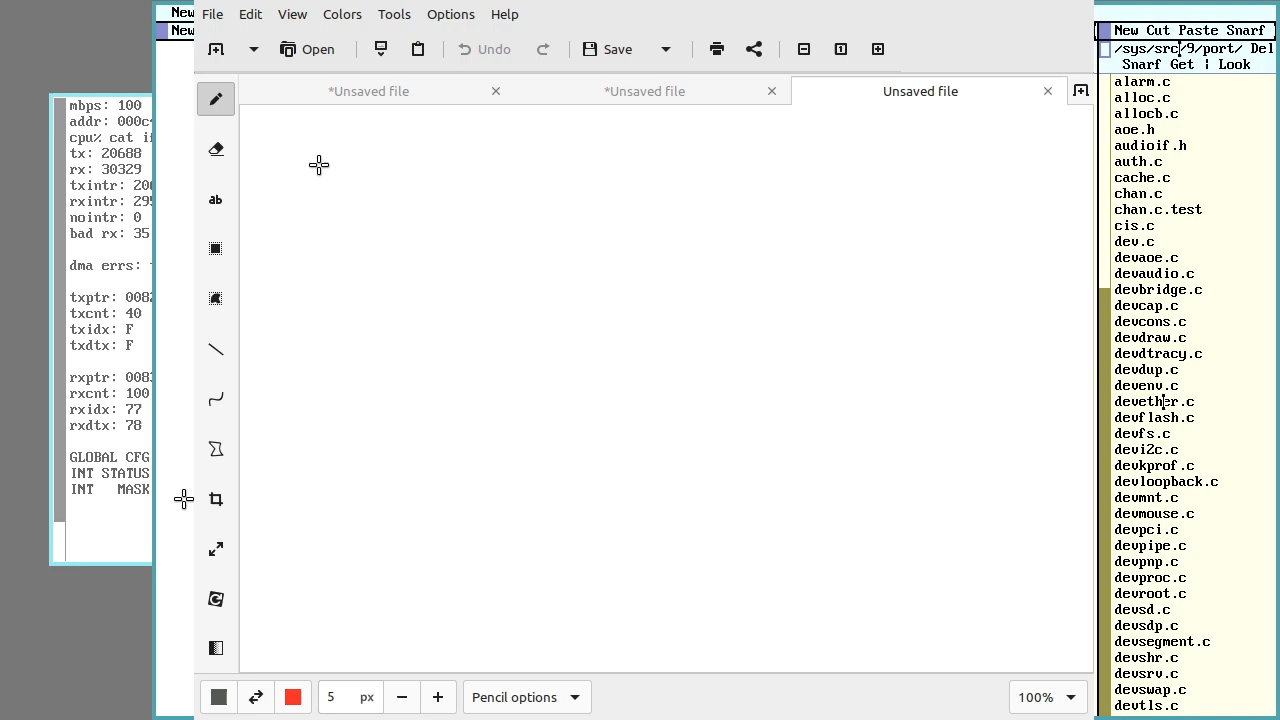 mbps: 100
addr: 000c
cpu% cat i
tx: 20688
rx: 30329
txintr: 20
rxintr: 29
nointr: 0
bad rx: 35
dma errs:
txptr: 008
txcnt: 40
txidx: F
txdtx: F
rxptr: 008
rxcnt: 100
rxidx: 77
rxdtx: 78
GLOBAL CFG
INT STATUS
INT MASK
New
New
File Edit View Colors Tools Options Help
Open Undo Save
*Unsaved file *Unsaved file Unsaved file
ab
5 px Pencil options 100%
New Cut Paste Snarf
/sys/src/9/port/ Del
Snarf Get | Look
alarm.c
alloc.c
allocb.c
aoe.h
audioif.h
auth.c
cache.c
chan.c
chan.c.test
cis.c
dev.c
devaoe.c
devaudio.c
devbridge.c
devcap.c
devcons.c
devdraw.c
devdtracy.c
devdup.c
devenv.c
devether.c
devflash.c
devfs.c
devi2c.c
devkprof.c
devloopback.c
devmnt.c
devmouse.c
devpci.c
devpipe.c
devpnp.c
devproc.c
devroot.c
devsd.c
devsdp.c
devsegment.c
devshr.c
devsrv.c
devswap.c
devtls.c